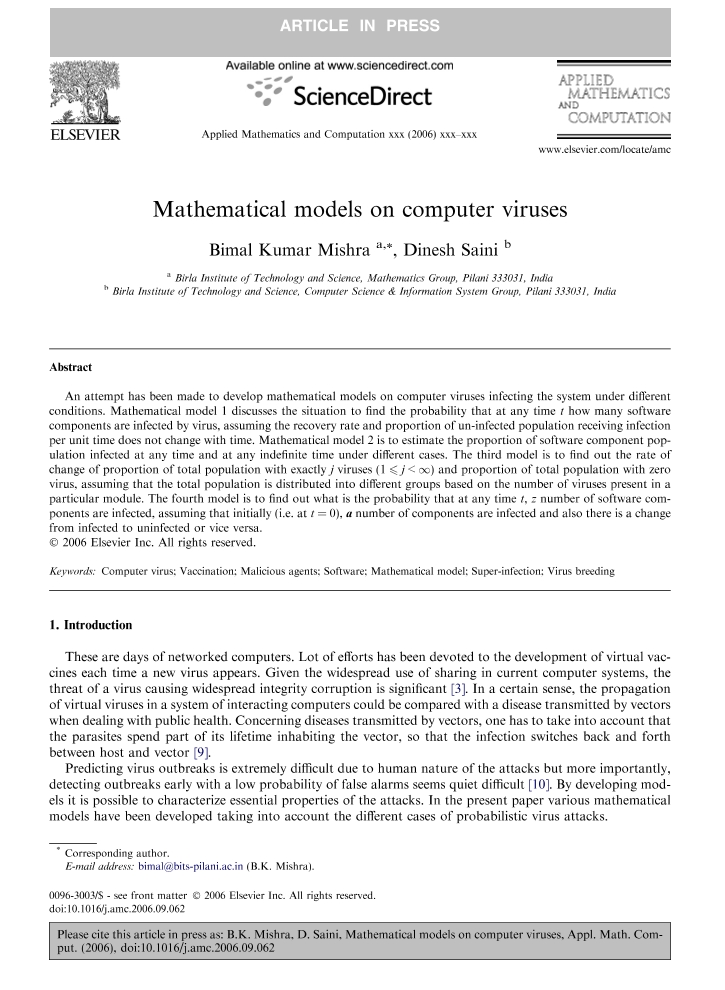 ARTICLE IN PRESS
Available online at www.sciencedirect.com
ScienceDirect
ELSEVIER
Applied Mathematics and Computation xxx (2006) xxx–xxx
APPLIED
MATHEMATICS
AND
COMPUTATION
www.elsevier.com/locate/amc
Mathematical models on computer viruses
Bimal Kumar Mishra a,*, Dinesh Saini b
a Birla Institute of Technology and Science, Mathematics Group, Pilani 333031, India
b Birla Institute of Technology and Science, Computer Science & Information System Group, Pilani 333031, India
Abstract
An attempt has been made to develop mathematical models on computer viruses infecting the system under different
conditions. Mathematical model 1 discusses the situation to find the probability that at any time t how many software
components are infected by virus, assuming the recovery rate and proportion of un-infected population receiving infection
per unit time does not change with time. Mathematical model 2 is to estimate the proportion of software component pop-
ulation infected at any time and at any indefinite time under different cases. The third model is to find out the rate of
change of proportion of total population with exactly j viruses (1 ⩽ j < ∞) and proportion of total population with zero
virus, assuming that the total population is distributed into different groups based on the number of viruses present in a
particular module. The fourth model is to find out what is the probability that at any time t, z number of software com-
ponents are infected, assuming that initially (i.e. at t = 0), a number of components are infected and also there is a change
from infected to uninfected or vice versa.
© 2006 Elsevier Inc. All rights reserved.
Keywords: Computer virus; Vaccination; Malicious agents; Software; Mathematical model; Super-infection; Virus breeding
1. Introduction
These are days of networked computers. Lot of efforts has been devoted to the development of virtual vac-
cines each time a new virus appears. Given the widespread use of sharing in current computer systems, the
threat of a virus causing widespread integrity corruption is significant [3]. In a certain sense, the propagation
of virtual viruses in a system of interacting computers could be compared with a disease transmitted by vectors
when dealing with public health. Concerning diseases transmitted by vectors, one has to take into account that
the parasites spend part of its lifetime inhabiting the vector, so that the infection switches back and forth
between host and vector [9].
Predicting virus outbreaks is extremely difficult due to human nature of the attacks but more importantly,
detecting outbreaks early with a low probability of false alarms seems quiet difficult [10]. By developing mod-
els it is possible to characterize essential properties of the attacks. In the present paper various mathematical
models have been developed taking into account the different cases of probabilistic virus attacks.
* Corresponding author.
E-mail address: bimal@bits-pilani.ac.in (B.K. Mishra).
0096-3003/$ - see front matter © 2006 Elsevier Inc. All rights reserved.
doi:10.1016/j.amc.2006.09.062
Please cite this article in press as: B.K. Mishra, D. Saini, Mathematical models on computer viruses, Appl. Math. Com-
put. (2006), doi:10.1016/j.amc.2006.09.062